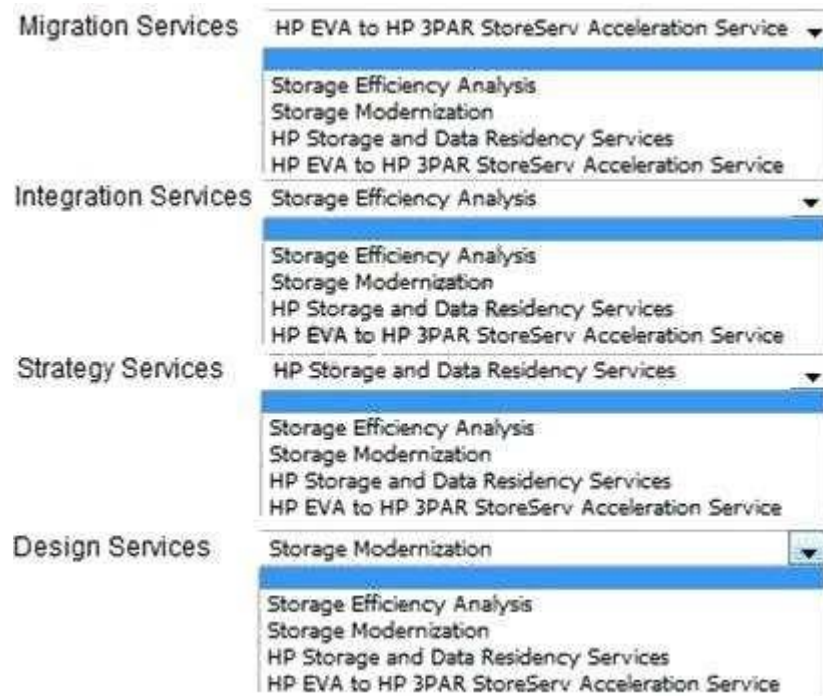 Migration Services HP EVA to HP 3PAR StoreServ Acceleration Service
Storage Efficiency Analysis
Storage Modernization
HP Storage and Data Residency Services
HP EVA to HP 3PAR StoreServ Acceleration Service
Integration Services Storage Efficiency Analysis
Storage Efficiency Analysis
Storage Modernization
HP Storage and Data Residency Services
HP EVA to HP 3PAR StoreServ Acceleration Service
Strategy Services HP Storage and Data Residency Services
Storage Efficiency Analysis
Storage Modernization
HP Storage and Data Residency Services
HP EVA to HP 3PAR StoreServ Acceleration Service
Design Services Storage Modernization
Storage Efficiency Analysis
Storage Modernization
HP Storage and Data Residency Services
HP EVA to HP 3PAR StoreServ Acceleration Service